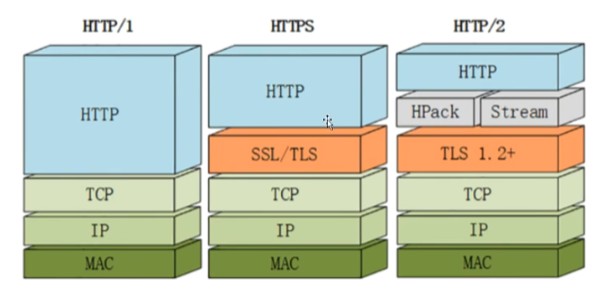 HTTP/1 HTTPS HTTP/2
HTTP HTTP HTTP
HPack Stream
SSL/TLS TLS 1.2+
TCP TCP TCP
IP IP IP
MAC MAC MAC